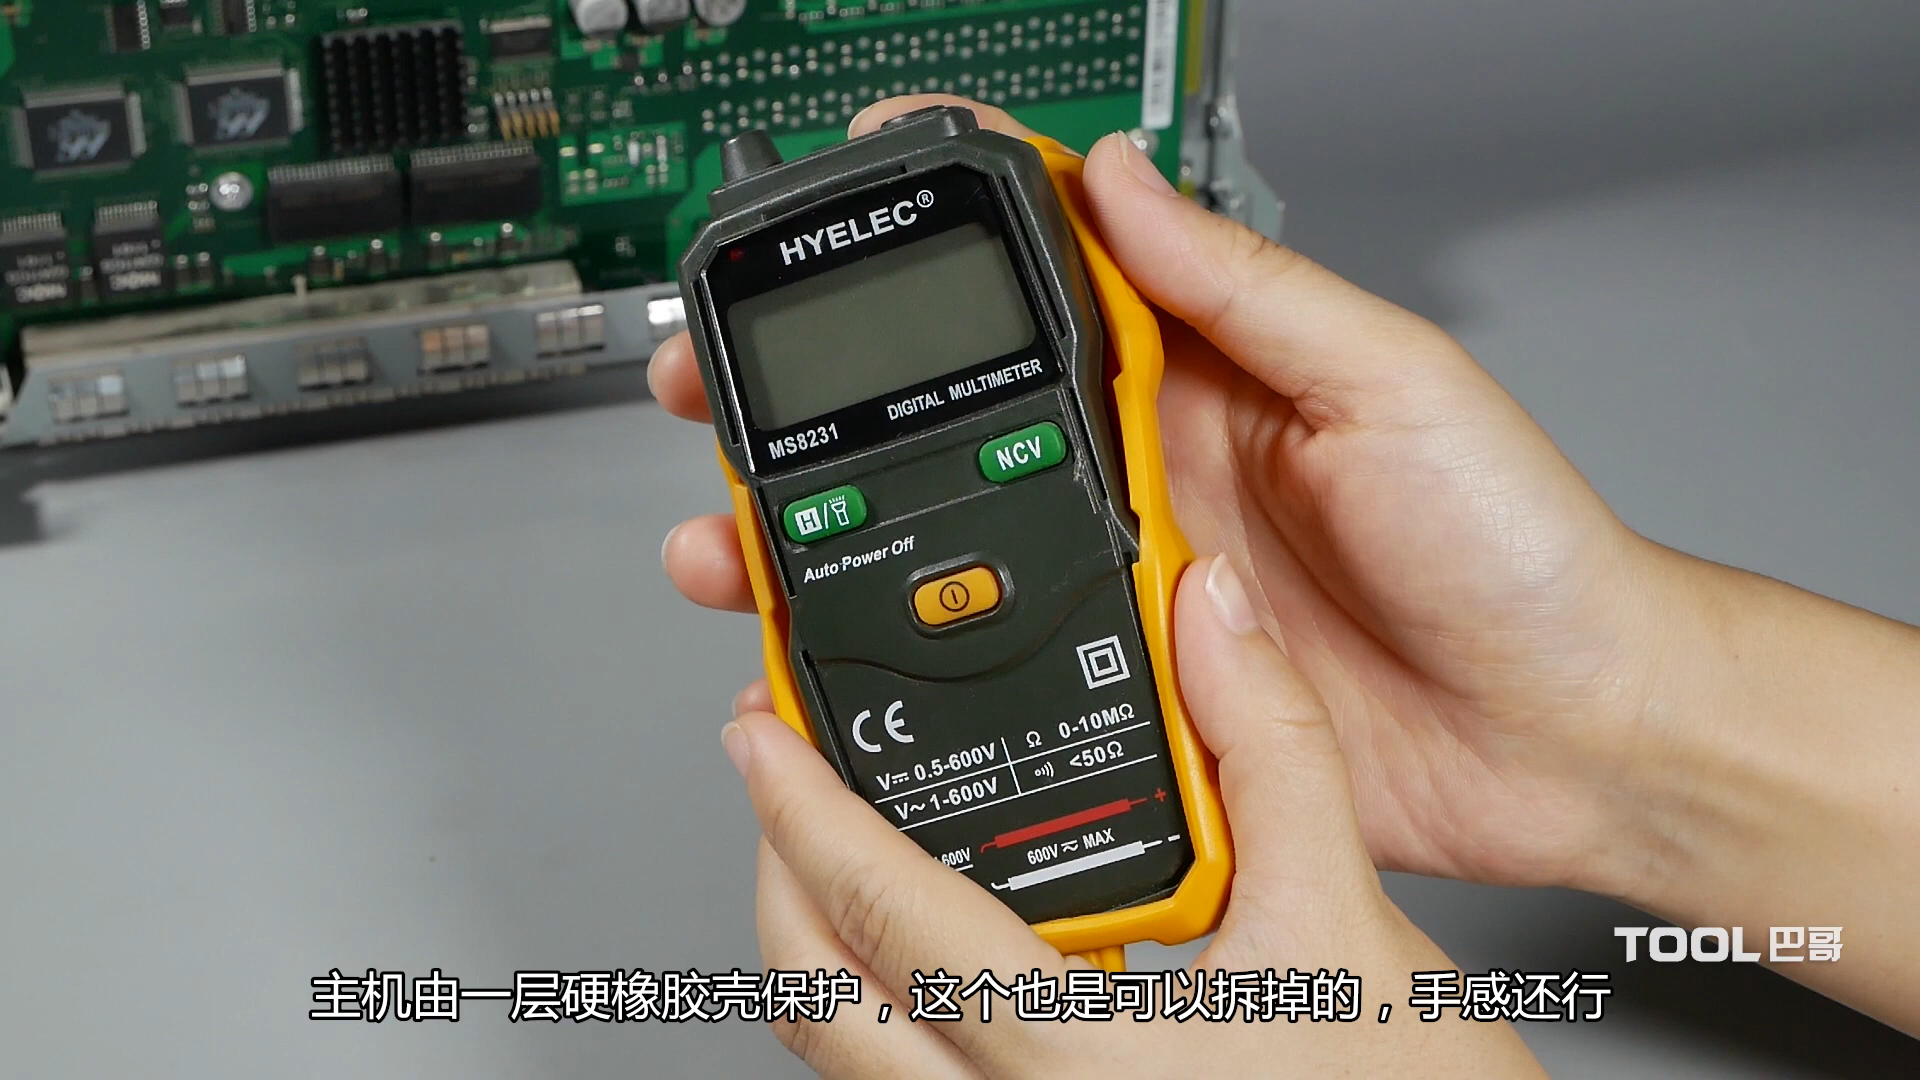 HYELEC®
DIGITAL MULTIMETER
MS8231
NCV
H/
Auto Power Off
CE
V⎓ 0.5-600V Ω 0-10MΩ
V~ 1-600V <50Ω
600V
+
600V ≂ MAX
-
TOOL巴哥
主机由一层硬橡胶壳保护，这个也是可以拆掉的，手感还行